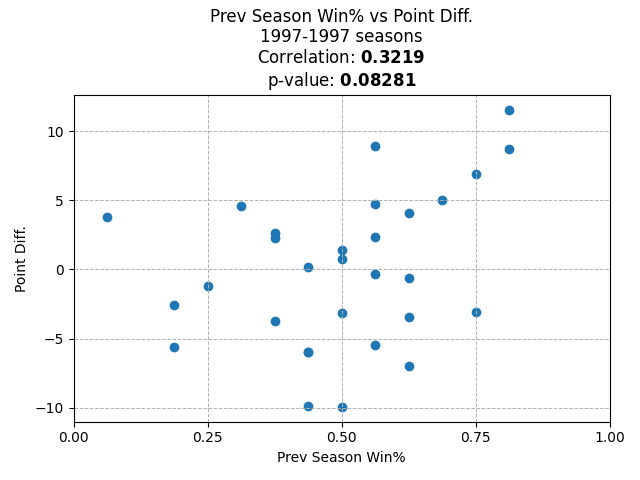 Prev Season Win% vs Point Diff.
1997-1997 seasons
Correlation: 0.3219
p-value: 0.08281
Point Diff.
10
5
0
−5
−10
0.00 0.25 0.50 0.75 1.00
Prev Season Win%